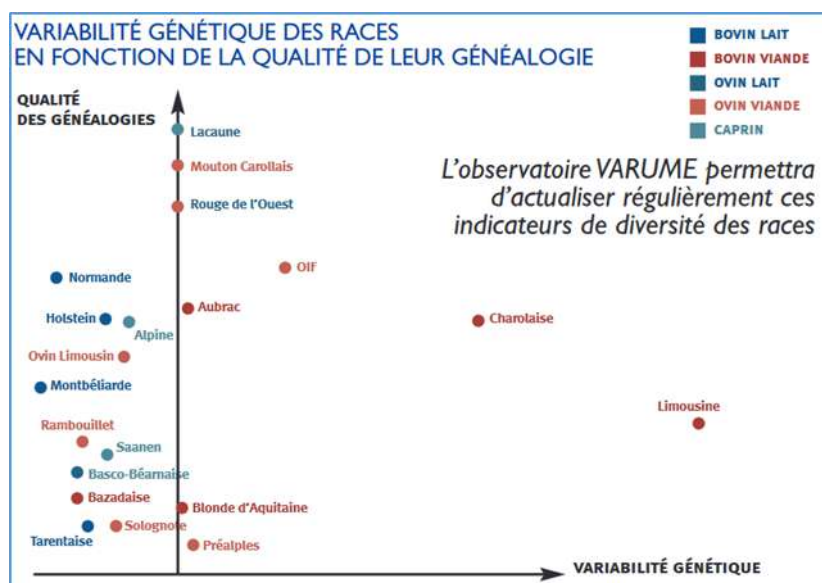 VARIABILITÉ GÉNÉTIQUE DES RACES
EN FONCTION DE LA QUALITÉ DE LEUR GÉNÉALOGIE
BOVIN LAIT
BOVIN VIANDE
OVIN LAIT
OVIN VIANDE
CAPRIN
QUALITÉ
DES GÉNÉALOGIES
Lacaune
Mouton Carollais
Rouge de l'Ouest
L'observatoire VARUME permettra
d'actualiser régulièrement ces
indicateurs de diversité des races
OIF
Normande
Aubrac
Holstein
Alpine
Charolaise
Ovin Limousin
Montbéliarde
Limousine
Rambouillet
Saanen
Basco-Béarnaise
Bazadaise
Blonde d'Aquitaine
Solognote
Tarentaise
Préalples
VARIABILITÉ GÉNÉTIQUE